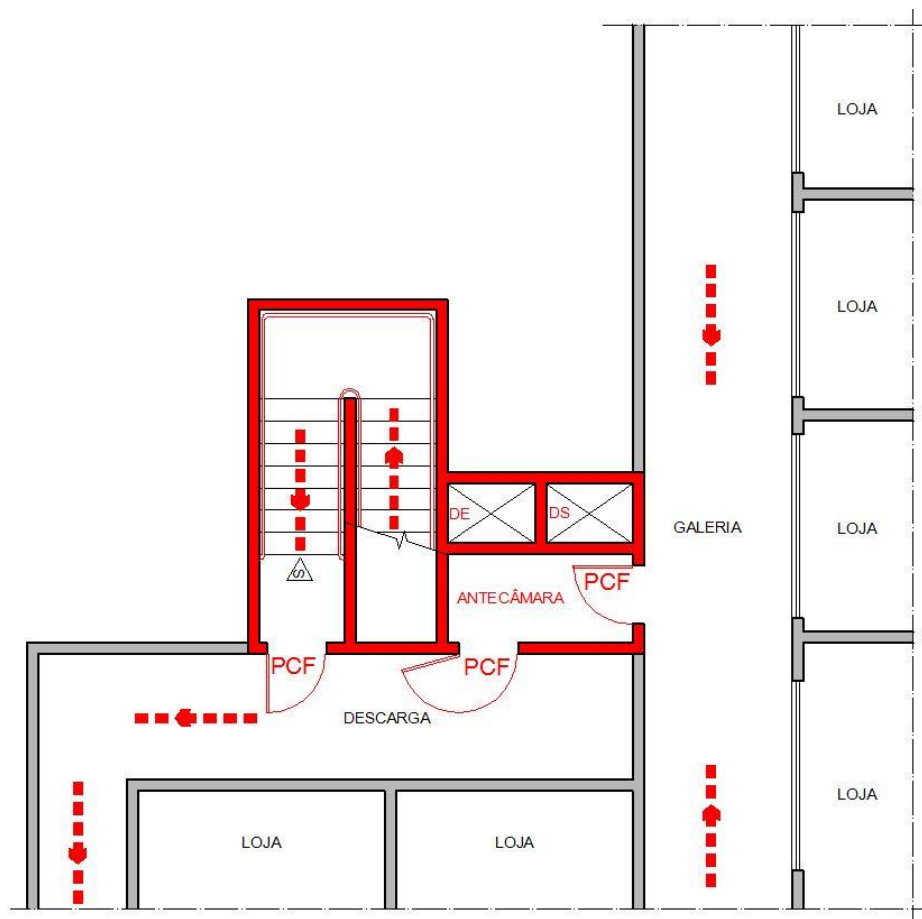 LOJA
LOJA
DE
DS
GALERIA
LOJA
PCF
ANTECÂMARA
S
PCF
PCF
DESCARGA
LOJA
LOJA
LOJA